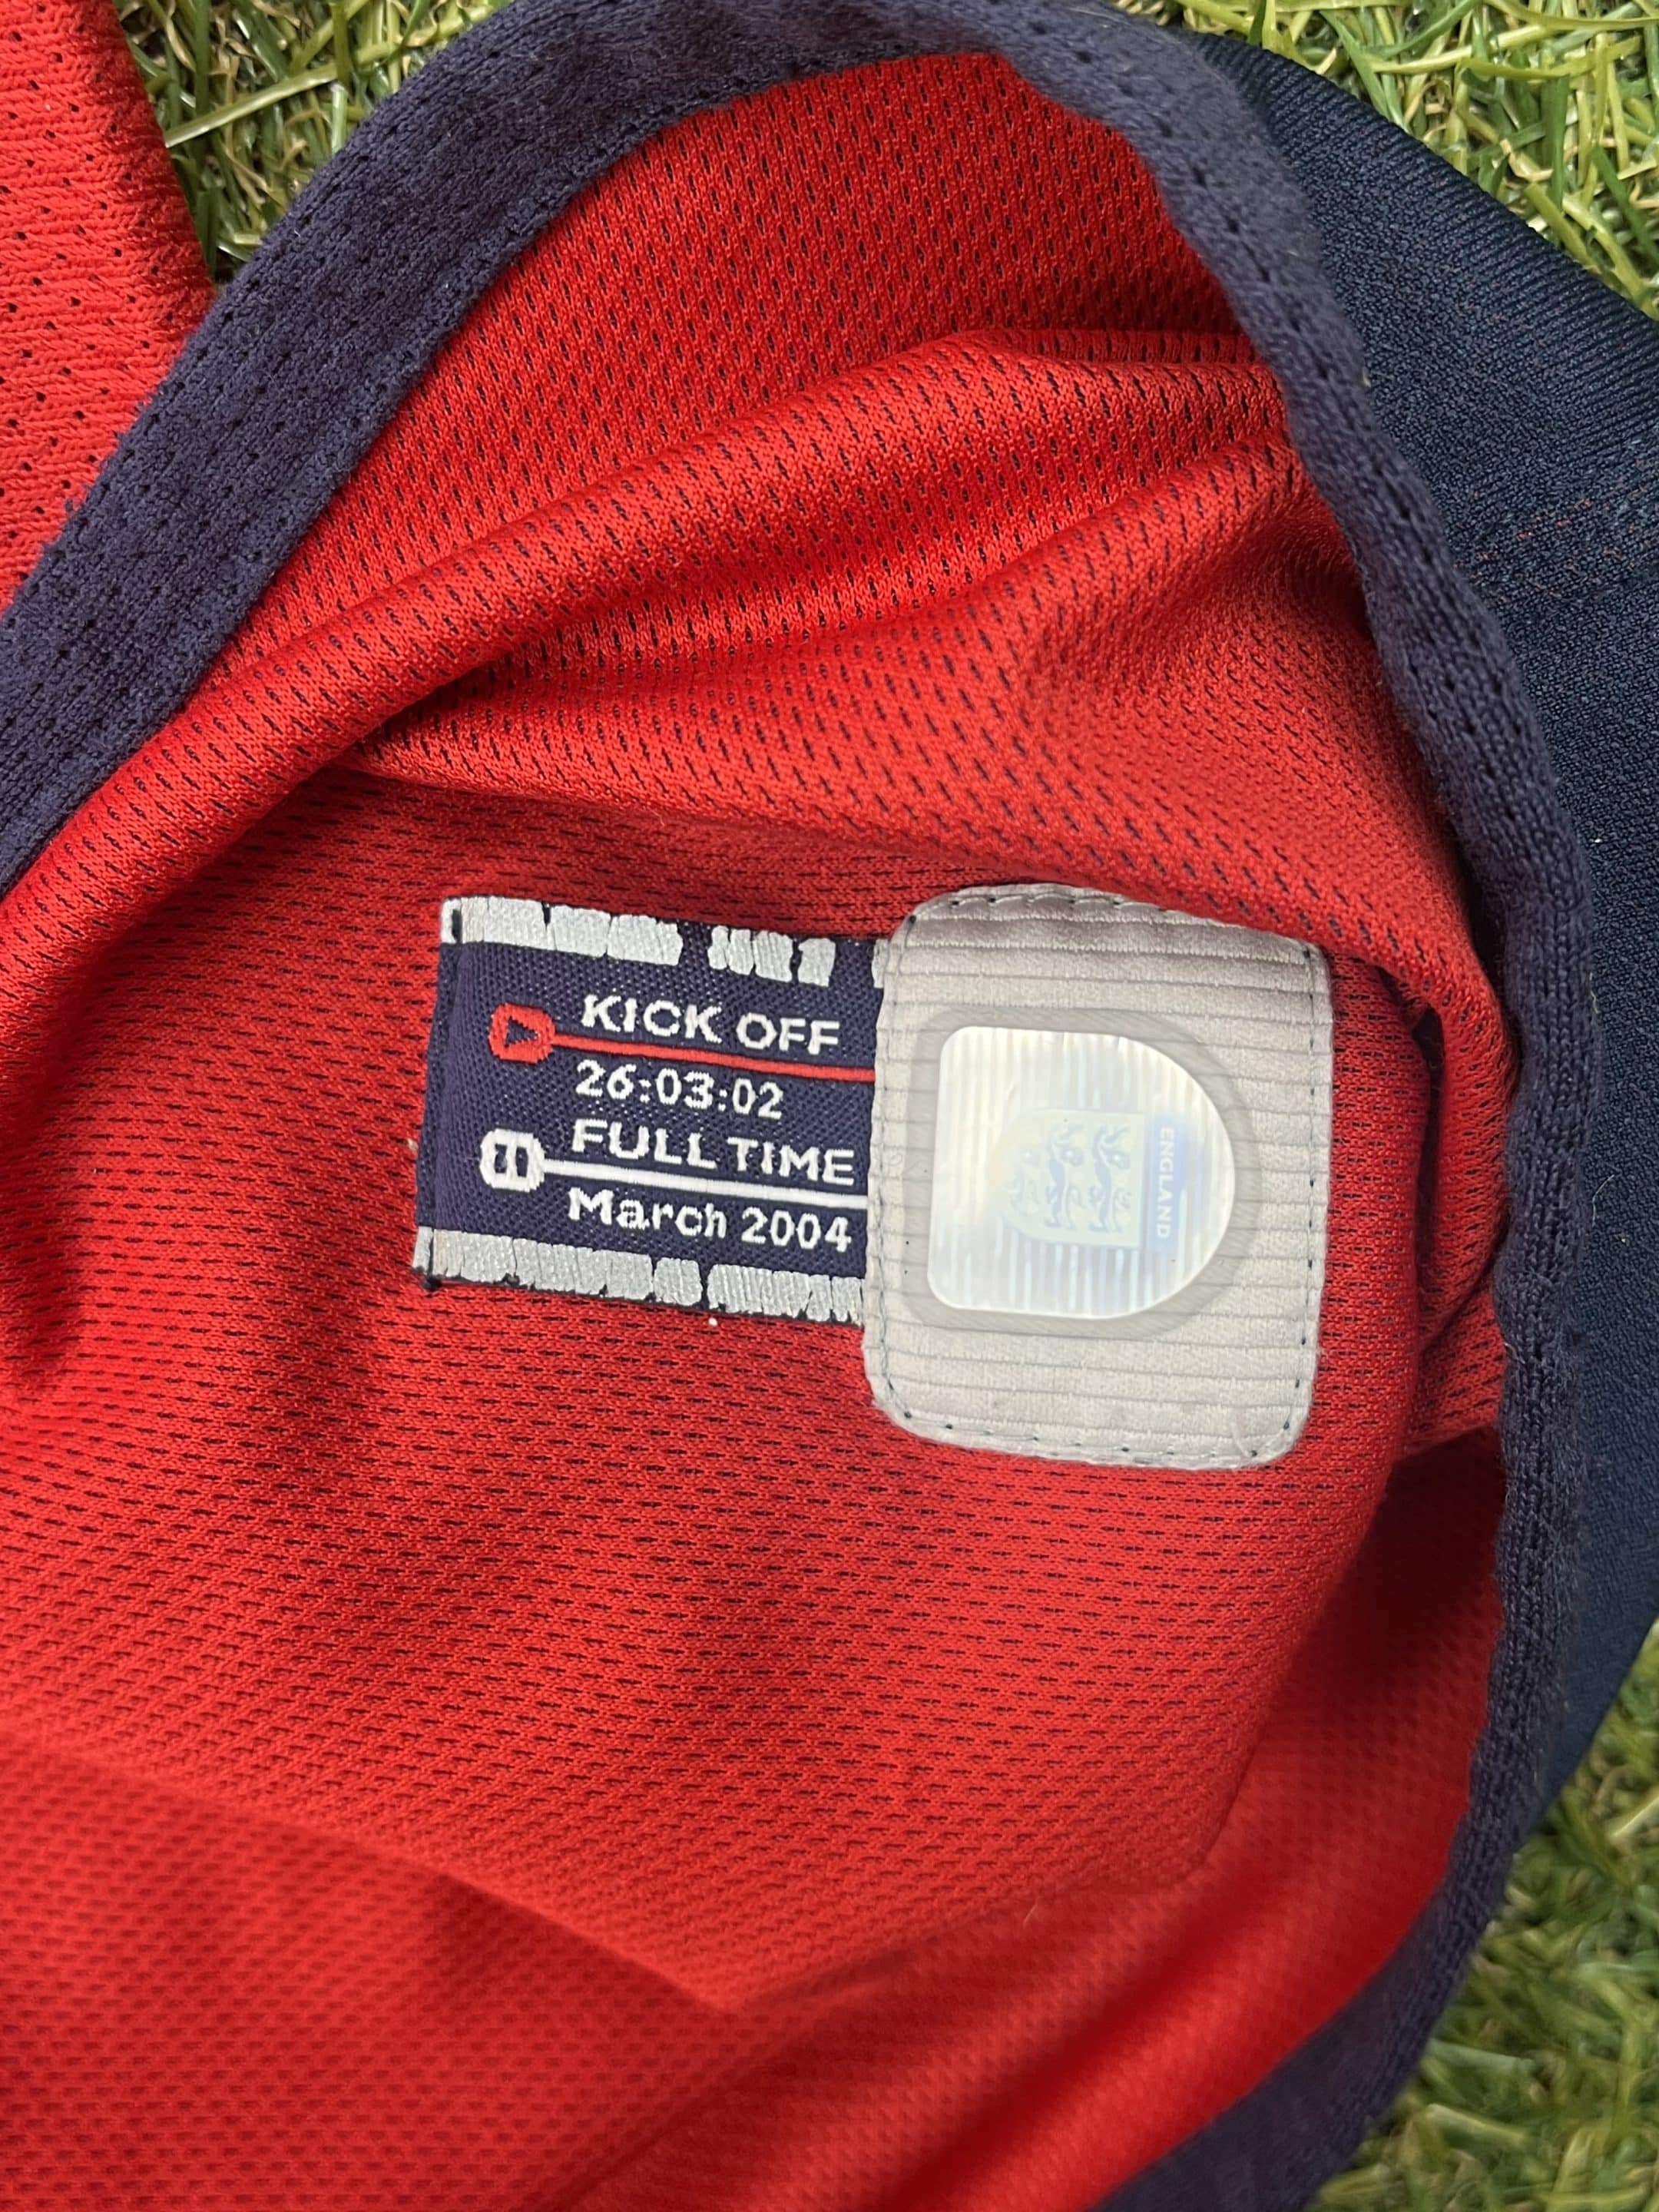 KICK OFF
26:03:02
FULL TIME
March 2004
ENGLAND